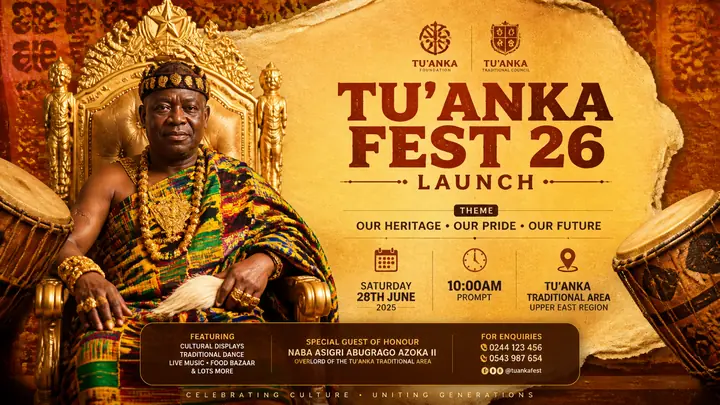 TU'ANKA
FOUNDATION
TU'ANKA
TRADITIONAL COUNCIL
TU'ANKA
FEST 26
LAUNCH
THEME
OUR HERITAGE • OUR PRIDE • OUR FUTURE
SATURDAY
28TH JUNE
2025
10:00AM
PROMPT
TU'ANKA
TRADITIONAL AREA
UPPER EAST REGION
FEATURING
CULTURAL DISPLAYS
TRADITIONAL DANCE
LIVE MUSIC • FOOD BAZAAR
& LOTS MORE
SPECIAL GUEST OF HONOUR
NABA ASIGRI ABUGRAGO AZOKA II
OVERLORD OF THE TU'ANKA TRADITIONAL AREA
FOR ENQUIRIES
0244 123 456
0543 987 654
@tuankafest
CELEBRATING CULTURE • UNITING GENERATIONS